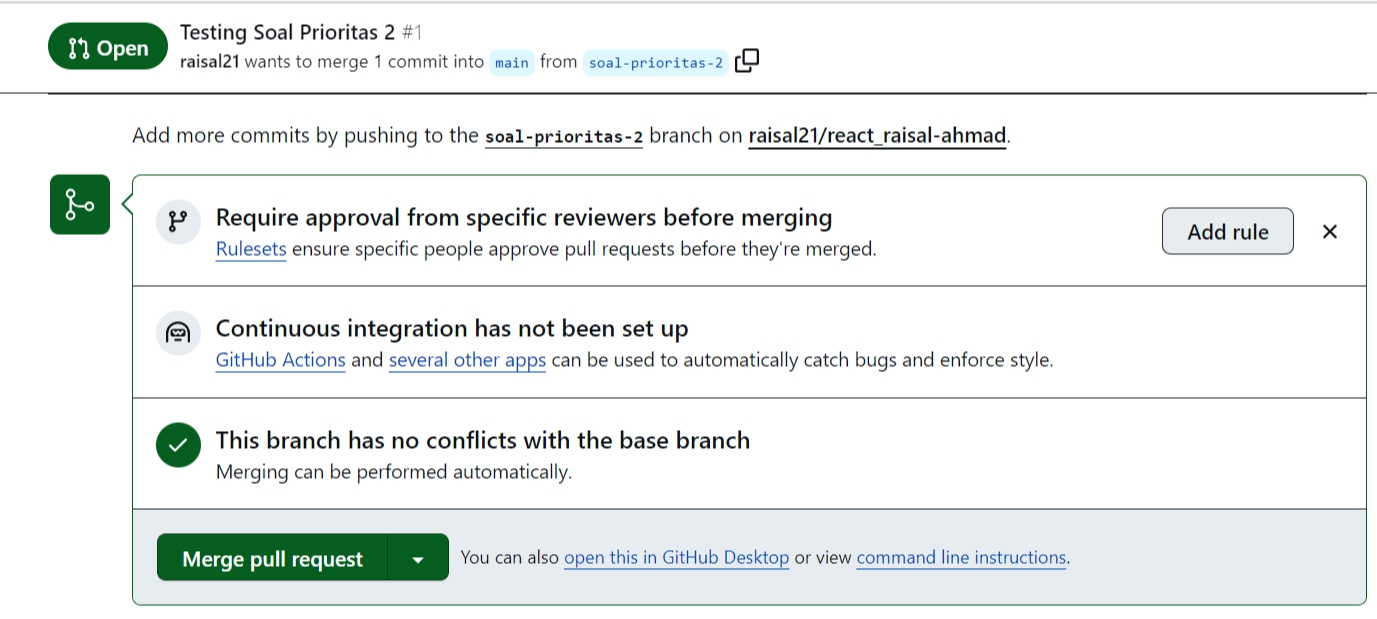 Open
Testing Soal Prioritas 2 #1
raisal21 wants to merge 1 commit into main from soal-prioritas-2
Add more commits by pushing to the soal-prioritas-2 branch on raisal21/react_raisal-ahmad.
Require approval from specific reviewers before merging
Rulesets ensure specific people approve pull requests before they're merged.
Add rule
Continuous integration has not been set up
GitHub Actions and several other apps can be used to automatically catch bugs and enforce style.
This branch has no conflicts with the base branch
Merging can be performed automatically.
Merge pull request
You can also open this in GitHub Desktop or view command line instructions.